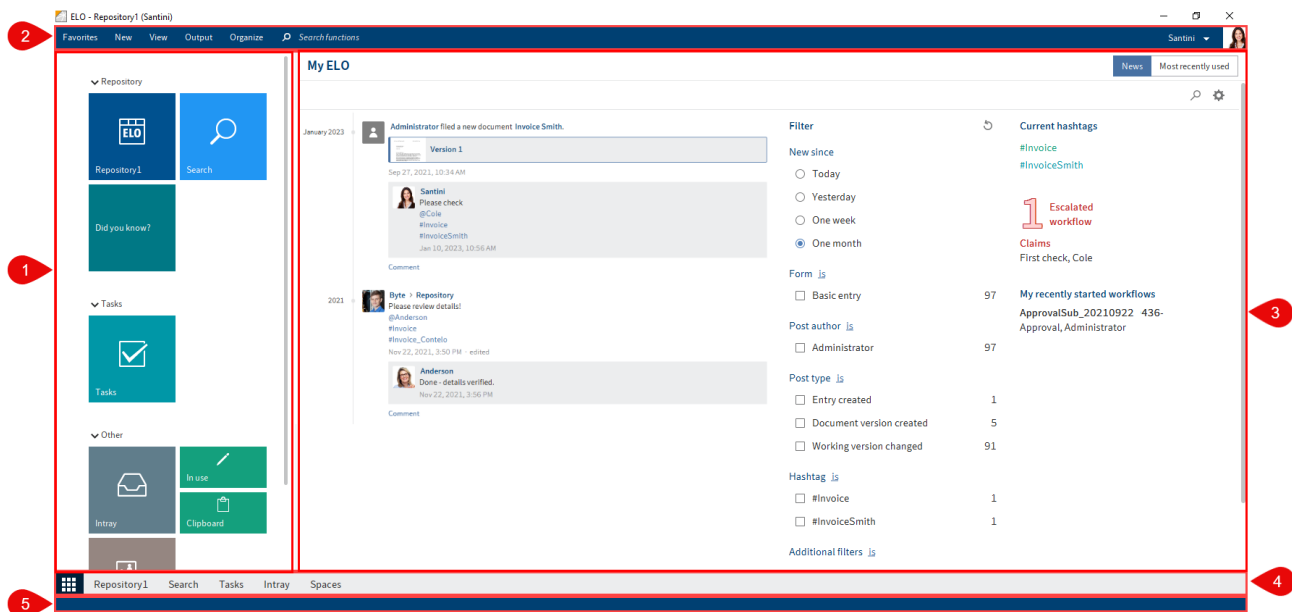 ELO - Repository1 (Santini)
2
Favorites New View Output Organize Search functions
Santini
1
Repository
ELO
Repository1
Search
Did you know?
Tasks
Tasks
Other
Intray
In use
Clipboard
My ELO
News Most recently used
January 2023
Administrator filed a new document Invoice Smith.
Version 1
Sep 27, 2021, 10:34 AM
Santini
Please check
@Cole
#Invoice
#InvoiceSmith
Jan 10, 2023, 10:56 AM
Comment
2021
Byte > Repository
Please review details!
@Anderson
#Invoice
#Invoice_Contelo
Nov 22, 2021, 3:50 PM · edited
Anderson
Done - details verified.
Nov 22, 2021, 3:56 PM
Comment
Filter
New since
Today
Yesterday
One week
One month
Form is
Basic entry 97
Post author is
Administrator 97
Post type is
Entry created 1
Document version created 5
Working version changed 91
Hashtag is
#Invoice 1
#InvoiceSmith 1
Additional filters is
Current hashtags
#Invoice
#InvoiceSmith
1 Escalated
workflow
Claims
First check, Cole
My recently started workflows
ApprovalSub_20210922 436-
Approval, Administrator
3
Repository1 Search Tasks Intray Spaces
4
5